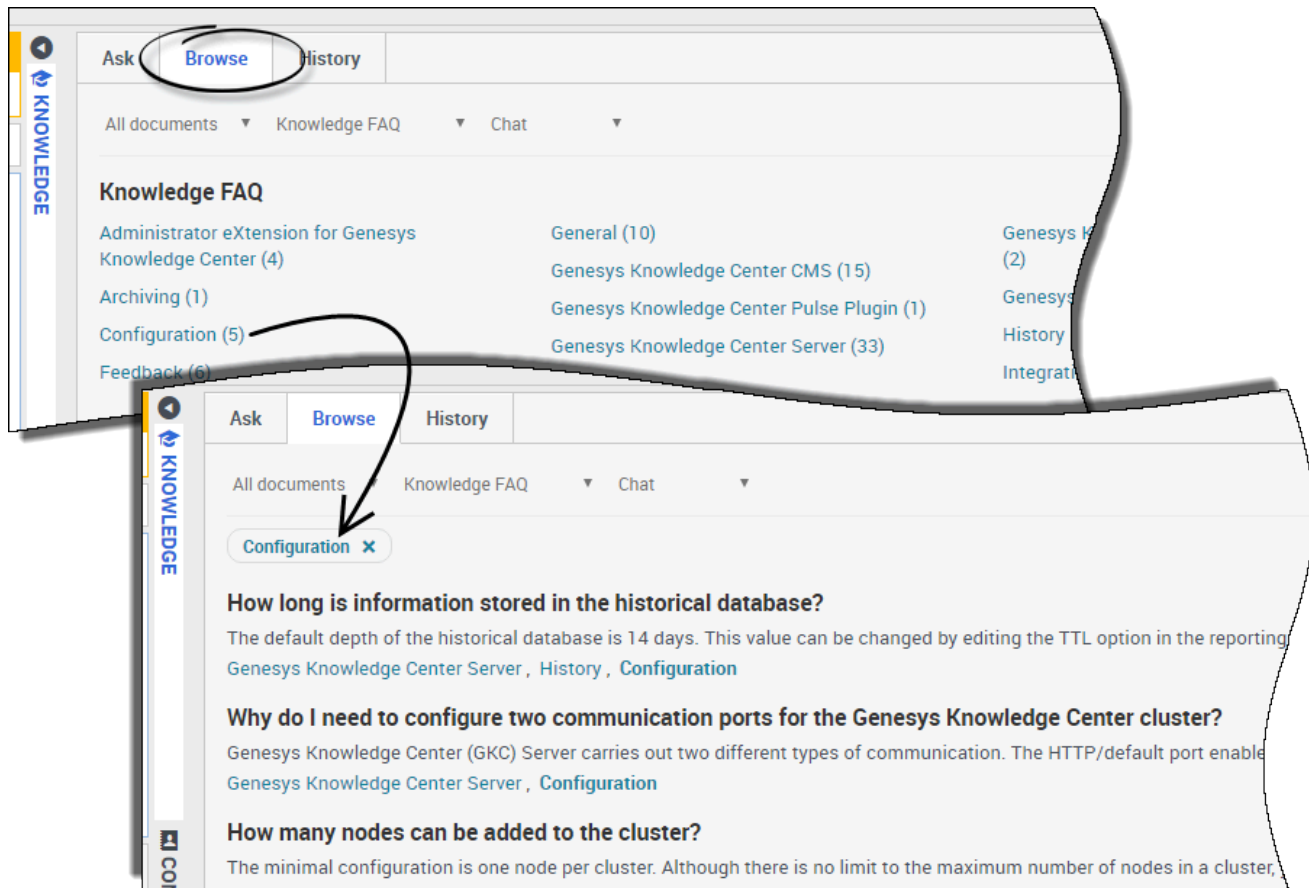 Ask Browse History
KNOWLEDGE
All documents Knowledge FAQ Chat
Knowledge FAQ
Administrator eXtension for Genesys
Knowledge Center (4)
Archiving (1)
Configuration (5)
Feedback (6)
General (10)
Genesys Knowledge Center CMS (15)
Genesys Knowledge Center Pulse Plugin (1)
Genesys Knowledge Center Server (33)
Genesys
(2)
Genesys
History
Ask Browse History
KNOWLEDGE
All documents Knowledge FAQ Chat
Configuration ×
How long is information stored in the historical database?
The default depth of the historical database is 14 days. This value can be changed by editing the TTL option in the reporting
Genesys Knowledge Center Server , History , Configuration
Why do I need to configure two communication ports for the Genesys Knowledge Center cluster?
Genesys Knowledge Center (GKC) Server carries out two different types of communication. The HTTP/default port enable
Genesys Knowledge Center Server , Configuration
How many nodes can be added to the cluster?
The minimal configuration is one node per cluster. Although there is no limit to the maximum number of nodes in a cluster,